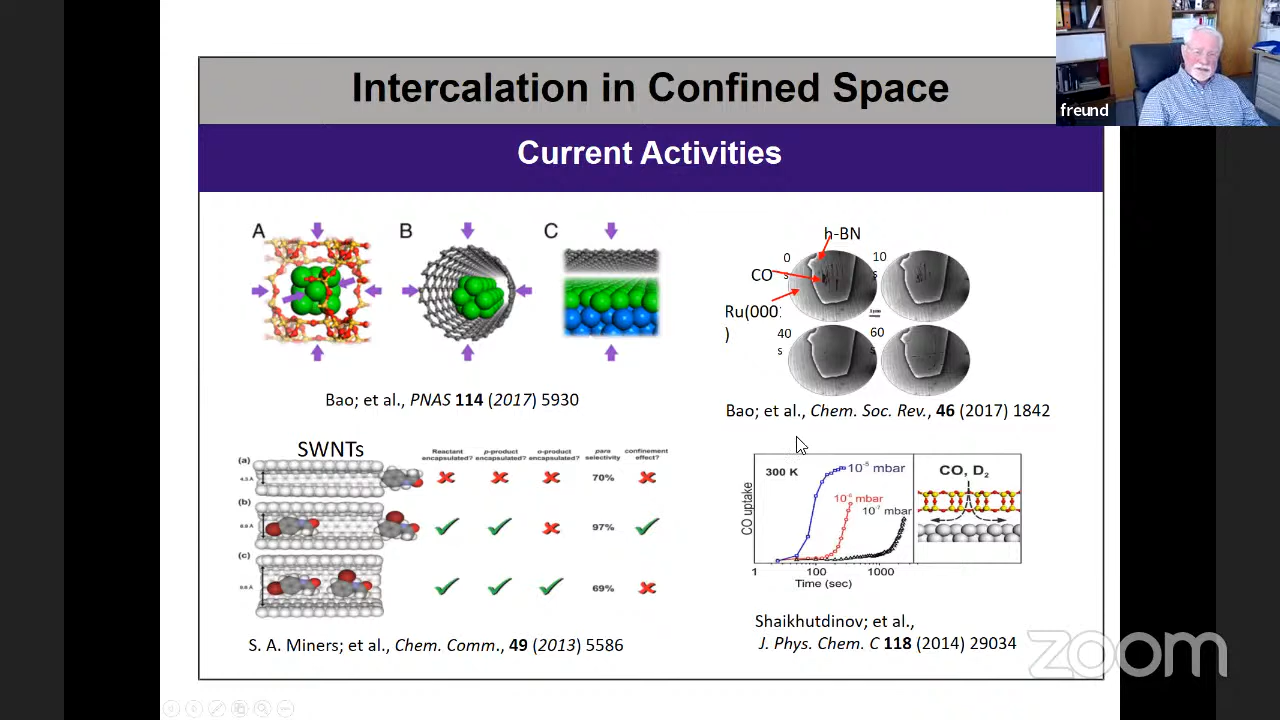 Intercalation in Confined Space
freund
Current Activities
A
B
C
Bao; et al., PNAS 114 (2017) 5930
h-BN
0
s
10
s
CO
Ru(000
)
40
s
60
s
Bao; et al., Chem. Soc. Rev., 46 (2017) 1842
SWNTs
Reactant encapsulated?
p-product encapsulated?
o-product encapsulated?
para selectivity
confinement effect?
(a)
70%
(b)
97%
(c)
69%
S. A. Miners; et al., Chem. Comm., 49 (2013) 5586
300 K
10⁻⁵ mbar
10⁻⁶ mbar
10⁻⁷ mbar
CO uptake
1
100
1000
Time (sec)
CO, D₂
Shaikhutdinov; et al.,
J. Phys. Chem. C 118 (2014) 29034
zoom